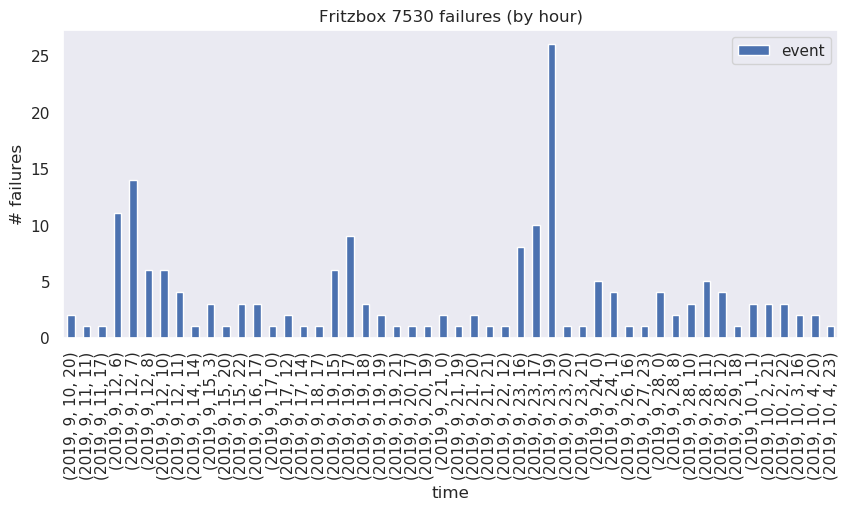 Fritzbox 7530 failures (by hour)
event
# failures
25
20
15
10
5
0
(2019, 9, 10, 20)
(2019, 9, 11, 11)
(2019, 9, 11, 17)
(2019, 9, 12, 6)
(2019, 9, 12, 7)
(2019, 9, 12, 8)
(2019, 9, 12, 10)
(2019, 9, 12, 11)
(2019, 9, 14, 14)
(2019, 9, 15, 3)
(2019, 9, 15, 20)
(2019, 9, 15, 22)
(2019, 9, 16, 17)
(2019, 9, 17, 0)
(2019, 9, 17, 12)
(2019, 9, 17, 14)
(2019, 9, 18, 17)
(2019, 9, 19, 15)
(2019, 9, 19, 17)
(2019, 9, 19, 18)
(2019, 9, 19, 19)
(2019, 9, 19, 21)
(2019, 9, 20, 17)
(2019, 9, 20, 19)
(2019, 9, 21, 0)
(2019, 9, 21, 19)
(2019, 9, 21, 20)
(2019, 9, 21, 21)
(2019, 9, 22, 12)
(2019, 9, 23, 16)
(2019, 9, 23, 17)
(2019, 9, 23, 19)
(2019, 9, 23, 20)
(2019, 9, 23, 21)
(2019, 9, 24, 0)
(2019, 9, 24, 1)
(2019, 9, 26, 16)
(2019, 9, 27, 23)
(2019, 9, 28, 0)
(2019, 9, 28, 8)
(2019, 9, 28, 10)
(2019, 9, 28, 11)
(2019, 9, 28, 12)
(2019, 9, 29, 18)
(2019, 10, 1, 1)
(2019, 10, 2, 21)
(2019, 10, 2, 22)
(2019, 10, 3, 16)
(2019, 10, 4, 20)
(2019, 10, 4, 23)
time